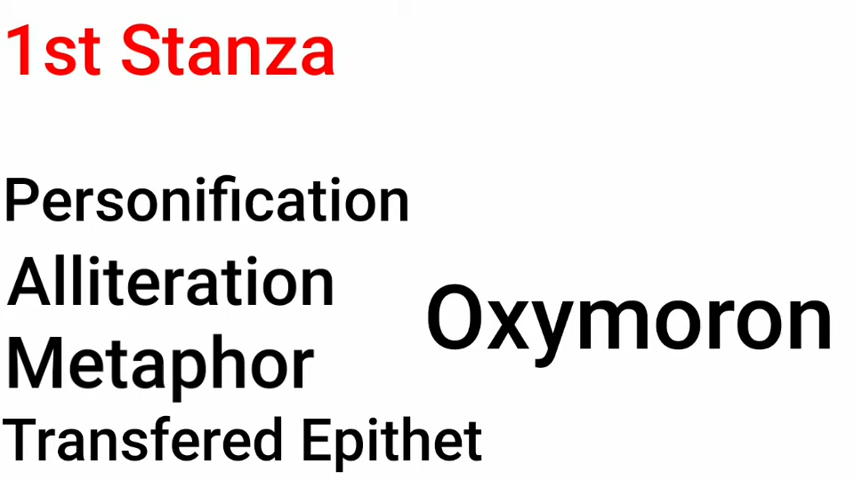 1st Stanza
Personification
Alliteration
Oxymoron
Metaphor
Transfered Epithet